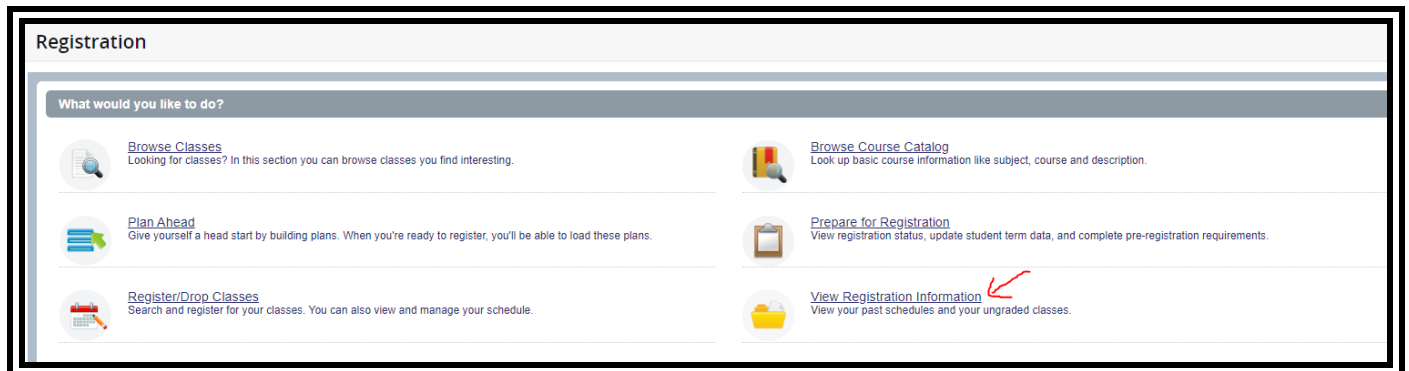 Registration
What would you like to do?
Browse Classes
Looking for classes? In this section you can browse classes you find interesting.
Browse Course Catalog
Look up basic course information like subject, course and description.
Plan Ahead
Give yourself a head start by building plans. When you're ready to register, you'll be able to load these plans.
Prepare for Registration
View registration status, update student term data, and complete pre-registration requirements.
Register/Drop Classes
Search and register for your classes. You can also view and manage your schedule.
View Registration Information
View your past schedules and your ungraded classes.